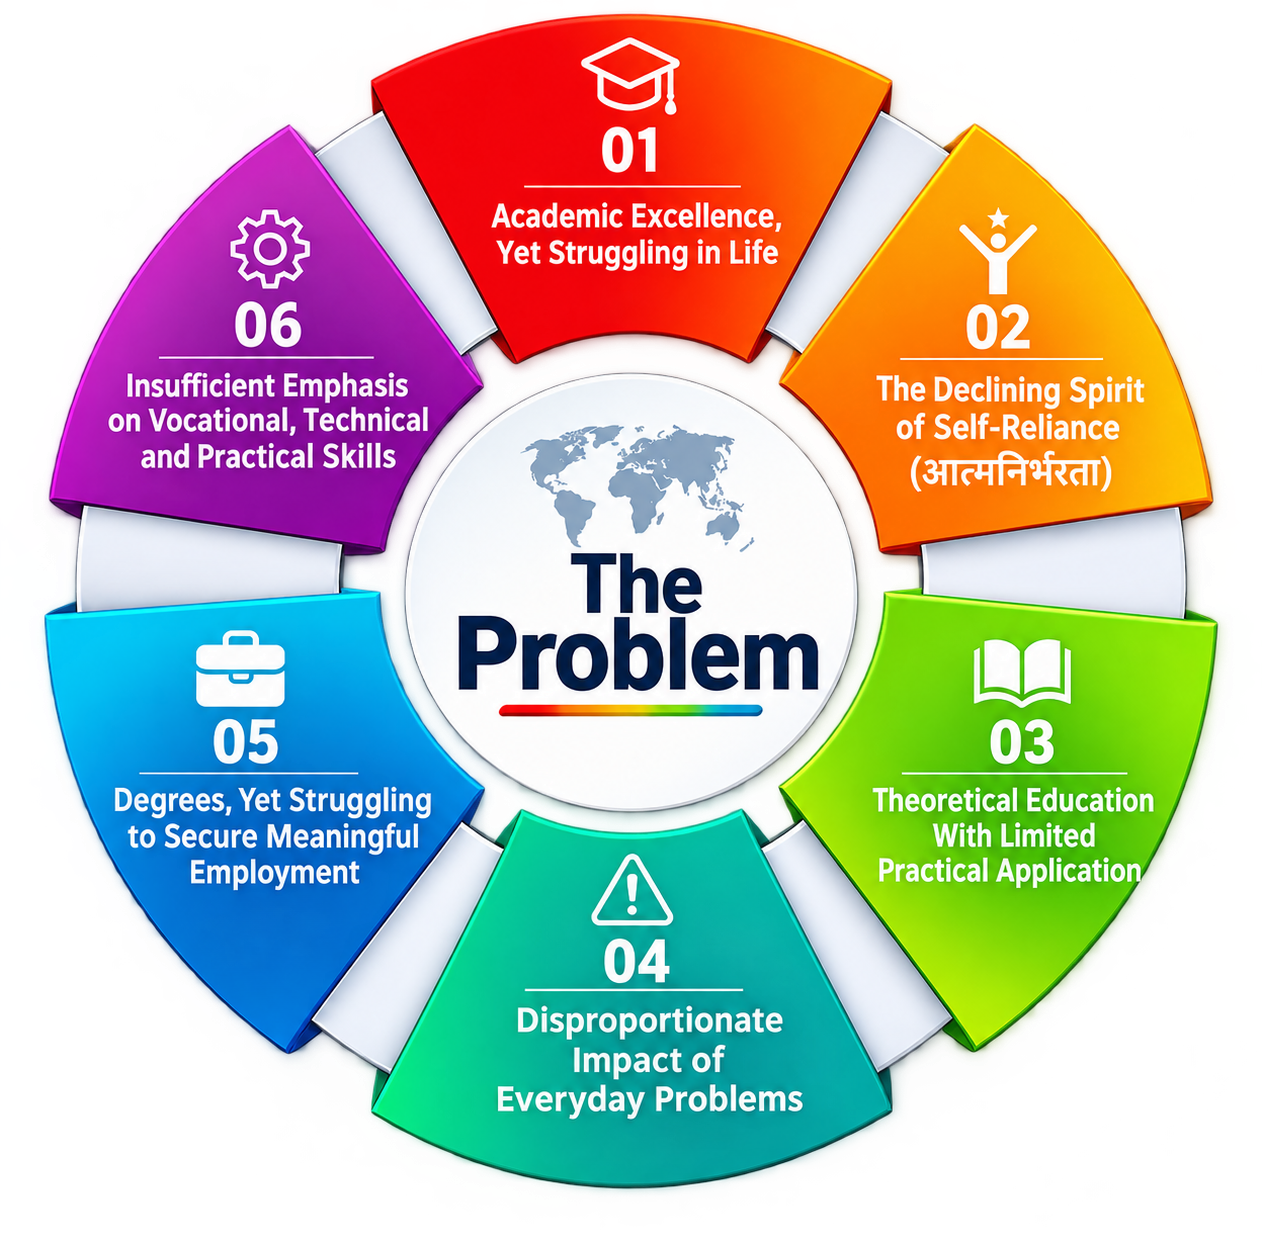 01
Academic Excellence,
Yet Struggling in Life
02
The Declining Spirit
of Self-Reliance
(आत्मनिर्भरता)
03
Theoretical Education
With Limited
Practical Application
04
Disproportionate
Impact of
Everyday Problems
05
Degrees, Yet Struggling
to Secure Meaningful
Employment
06
Insufficient Emphasis
on Vocational, Technical
and Practical Skills
The
Problem